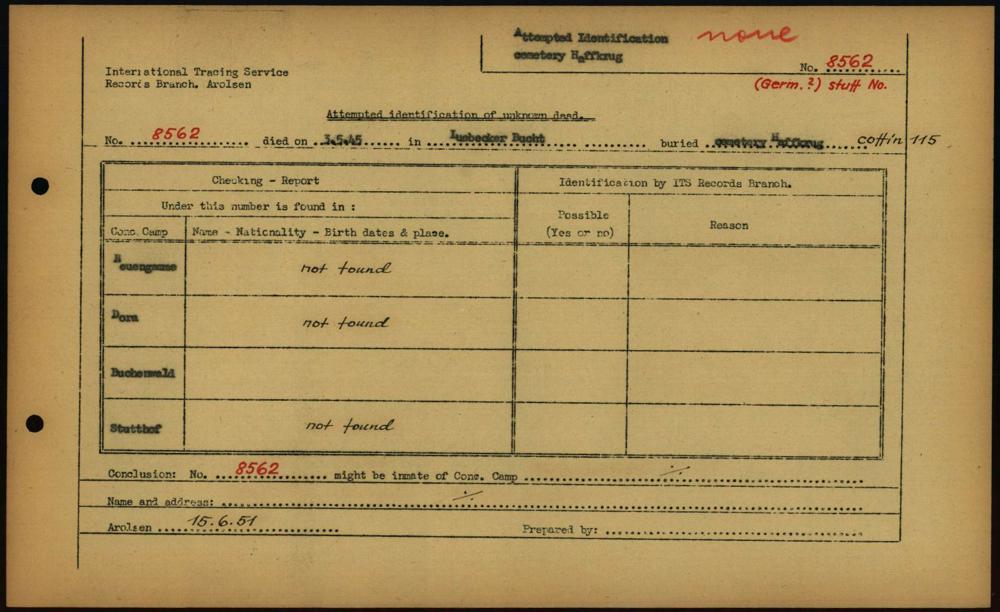 Attempted Identification none
cemetery Haffkrug
No. 8562
International Tracing Service
Records Branch. Arolsen
(Germ.?) stuff No.
Attempted identification of unknown dead.
No. 8562 died on 3.5.45 in Luebecker Bucht buried cemetery Haffkrug coffin 115
Checking - Report
Identification by ITS Records Branch.
Under this number is found in :
Possible
(Yes or no)
Reason
Conc. Camp Name - Nationality - Birth dates & place.
Neuengamme not found
Dora not found
Buchenwald
Stutthof not found
Conclusion: No. 8562 might be inmate of Conc. Camp ./.
Name and address: ./.
Arolsen 15.6.51 Prepared by: